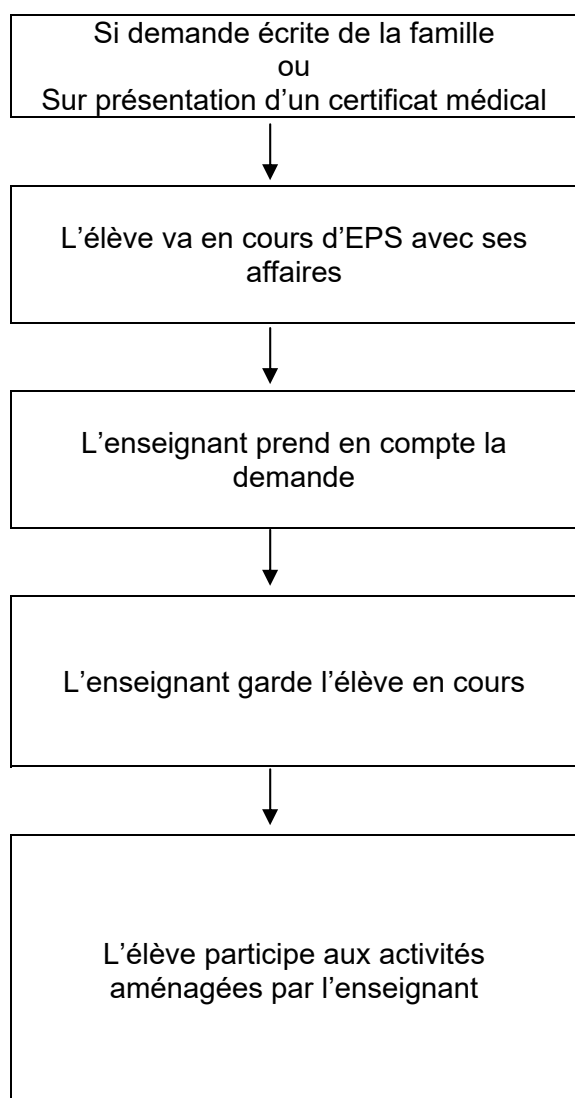 Si demande écrite de la famille
ou
Sur présentation d’un certificat médical
L’élève va en cours d’EPS avec ses
affaires
L’enseignant prend en compte la
demande
L’enseignant garde l’élève en cours
L’élève participe aux activités
aménagées par l’enseignant